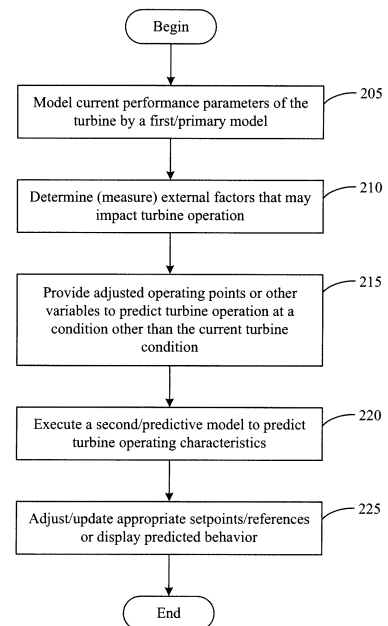 Begin
205
Model current performance parameters of the
turbine by a first/primary model
210
Determine (measure) external factors that may
impact turbine operation
215
Provide adjusted operating points or other
variables to predict turbine operation at a
condition other than the current turbine
condition
220
Execute a second/predictive model to predict
turbine operating characteristics
225
Adjust/update appropriate setpoints/references
or display predicted behavior
End